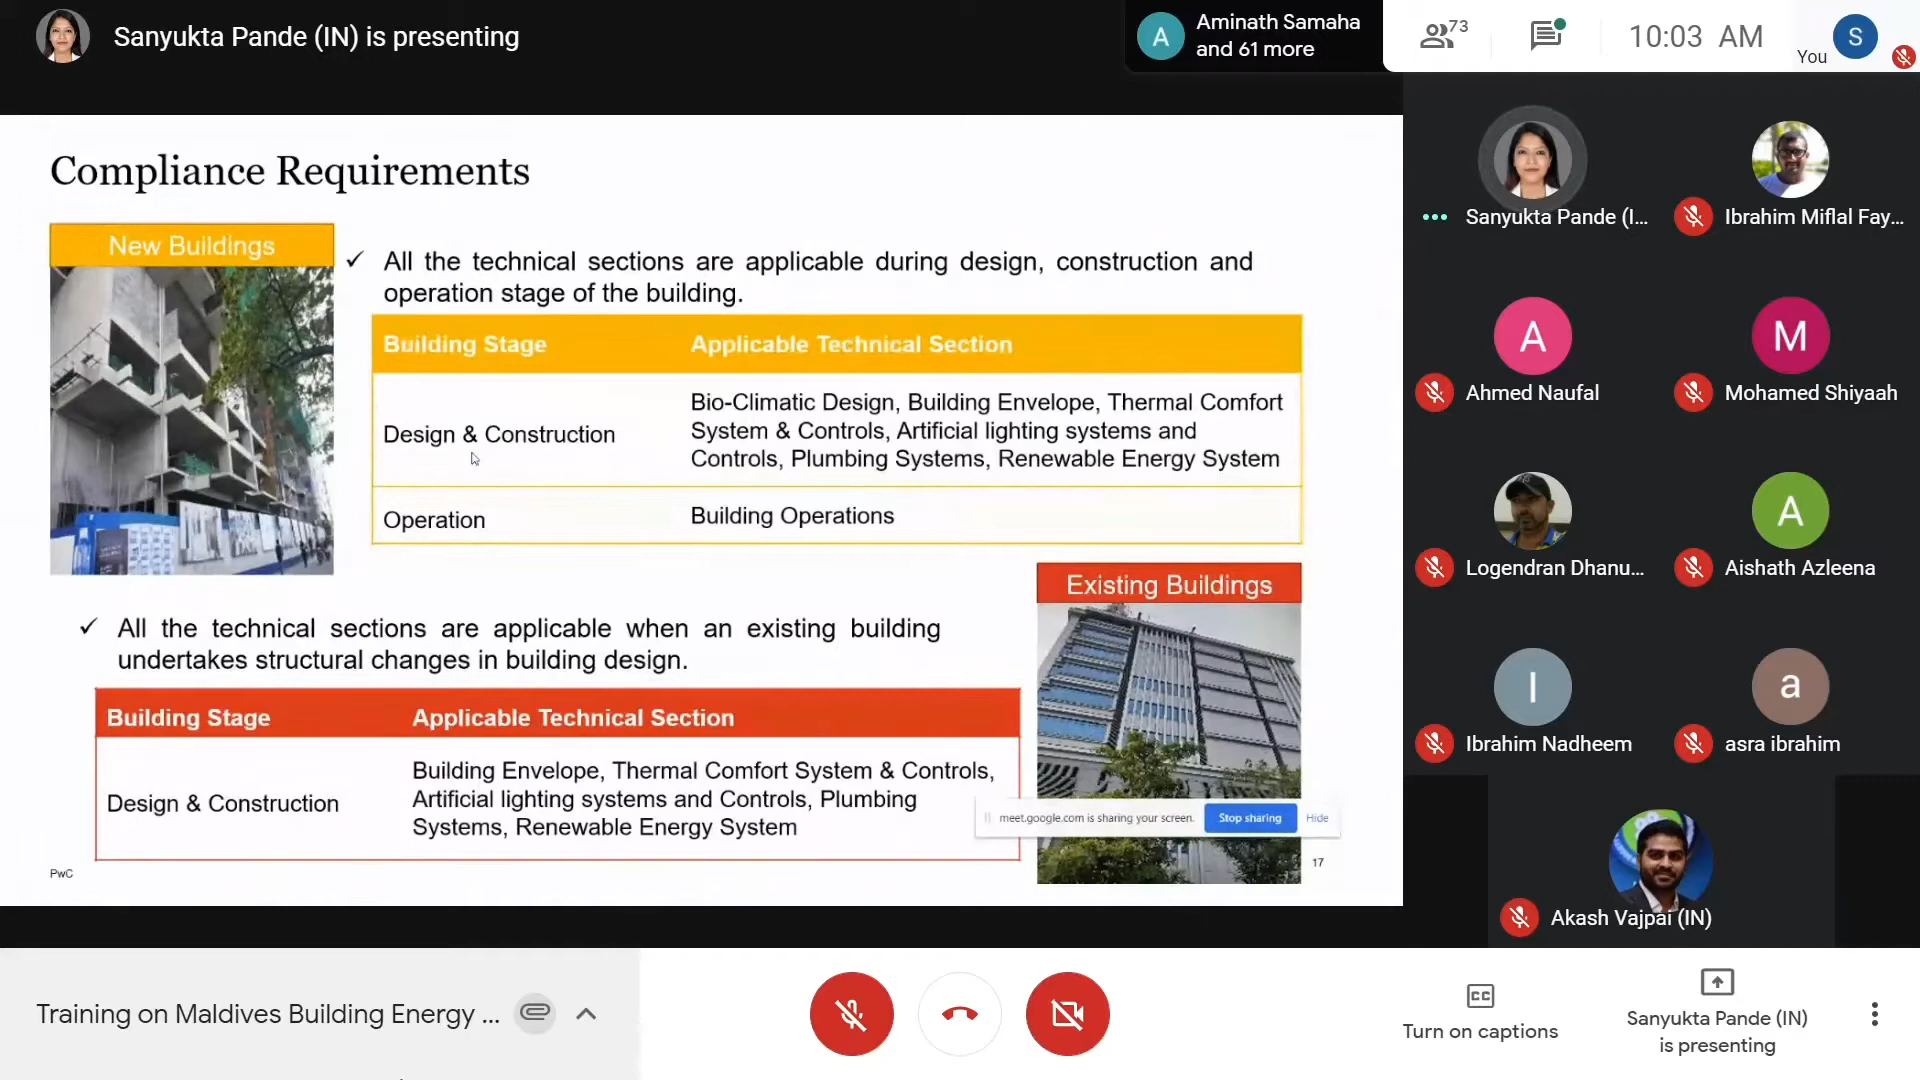 Sanyukta Pande (IN) is presenting
A
Aminath Samaha
and 61 more
73
10:03 AM
You
S
Compliance Requirements
New Buildings
✓ All the technical sections are applicable during design, construction and
operation stage of the building.
Building Stage
Applicable Technical Section
Design & Construction
Bio-Climatic Design, Building Envelope, Thermal Comfort
System & Controls, Artificial lighting systems and
Controls, Plumbing Systems, Renewable Energy System
Operation
Building Operations
Existing Buildings
✓ All the technical sections are applicable when an existing building
undertakes structural changes in building design.
Building Stage
Applicable Technical Section
Design & Construction
Building Envelope, Thermal Comfort System & Controls,
Artificial lighting systems and Controls, Plumbing
Systems, Renewable Energy System
meet.google.com is sharing your screen.
Stop sharing
Hide
PwC
17
Sanyukta Pande (I...
Ibrahim Miflal Fay...
A
Ahmed Naufal
M
Mohamed Shiyaah
Logendran Dhanu...
A
Aishath Azleena
I
Ibrahim Nadheem
a
asra ibrahim
Akash Vajpai (IN)
Training on Maldives Building Energy ...
CC
Turn on captions
Sanyukta Pande (IN)
is presenting